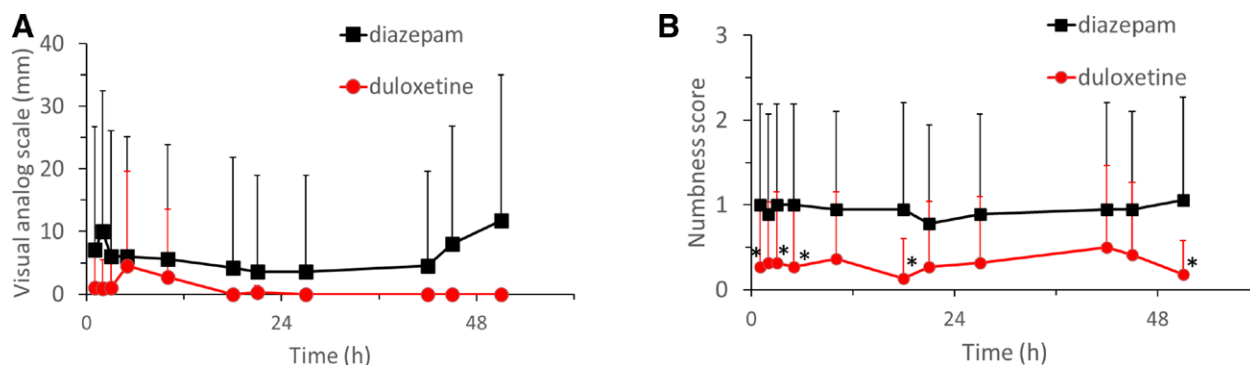 A
diazepam
duloxetine
Visual analog scale (mm)
40
30
20
10
0
0
24
48
Time (h)
B
diazepam
duloxetine
Numbness score
3
2
1
0
*
*
*
*
*
0
24
48
Time (h)